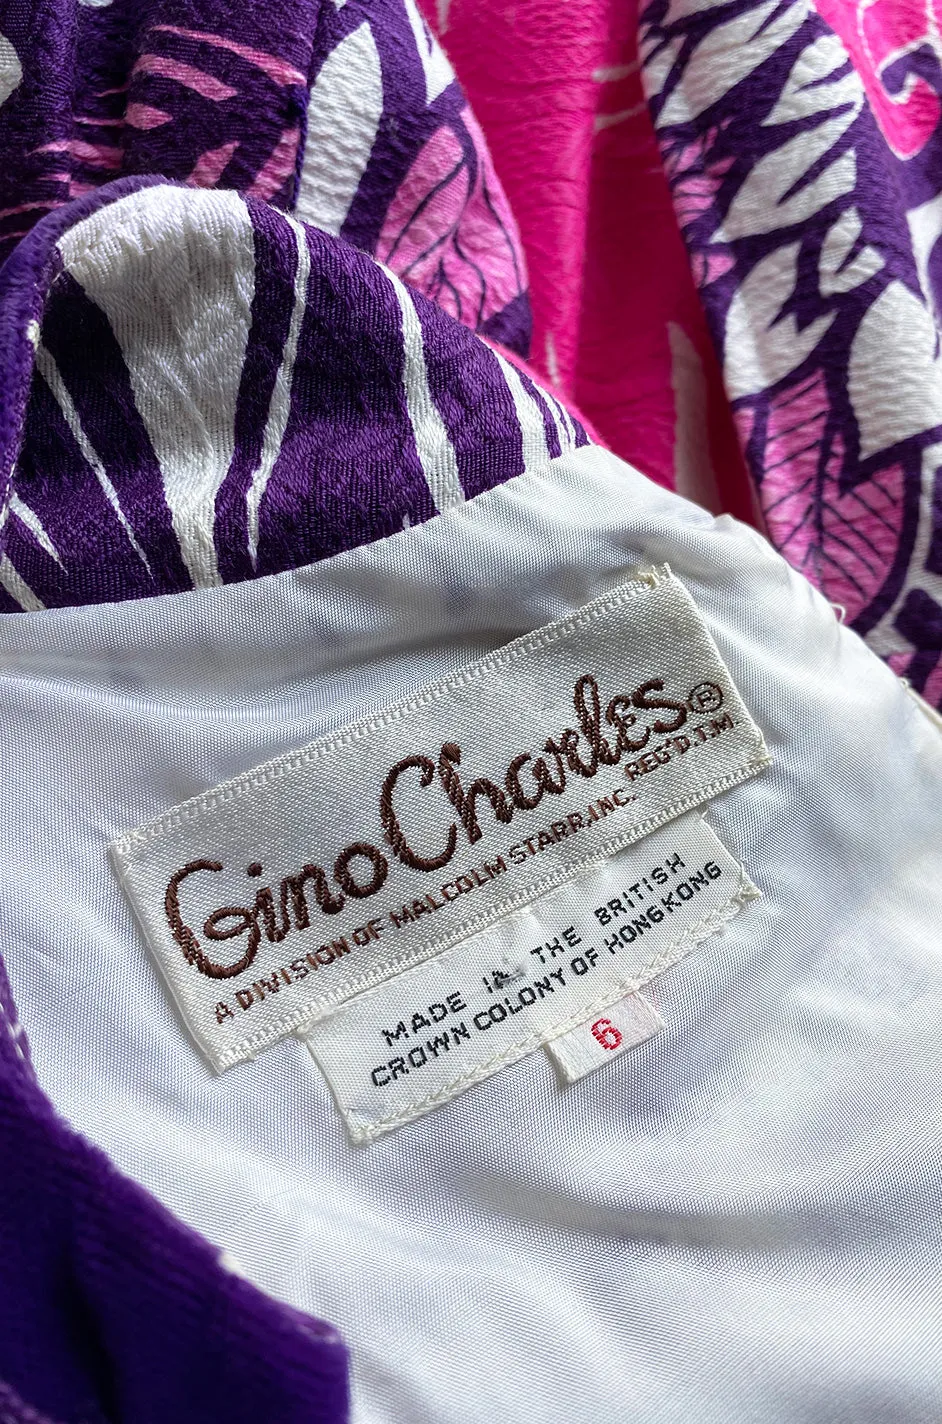 Gino Charles ®
REG'D. T.M.
A DIVISION OF MALCOLM STARR, INC.
MADE IN THE BRITISH
CROWN COLONY OF HONGKONG
6